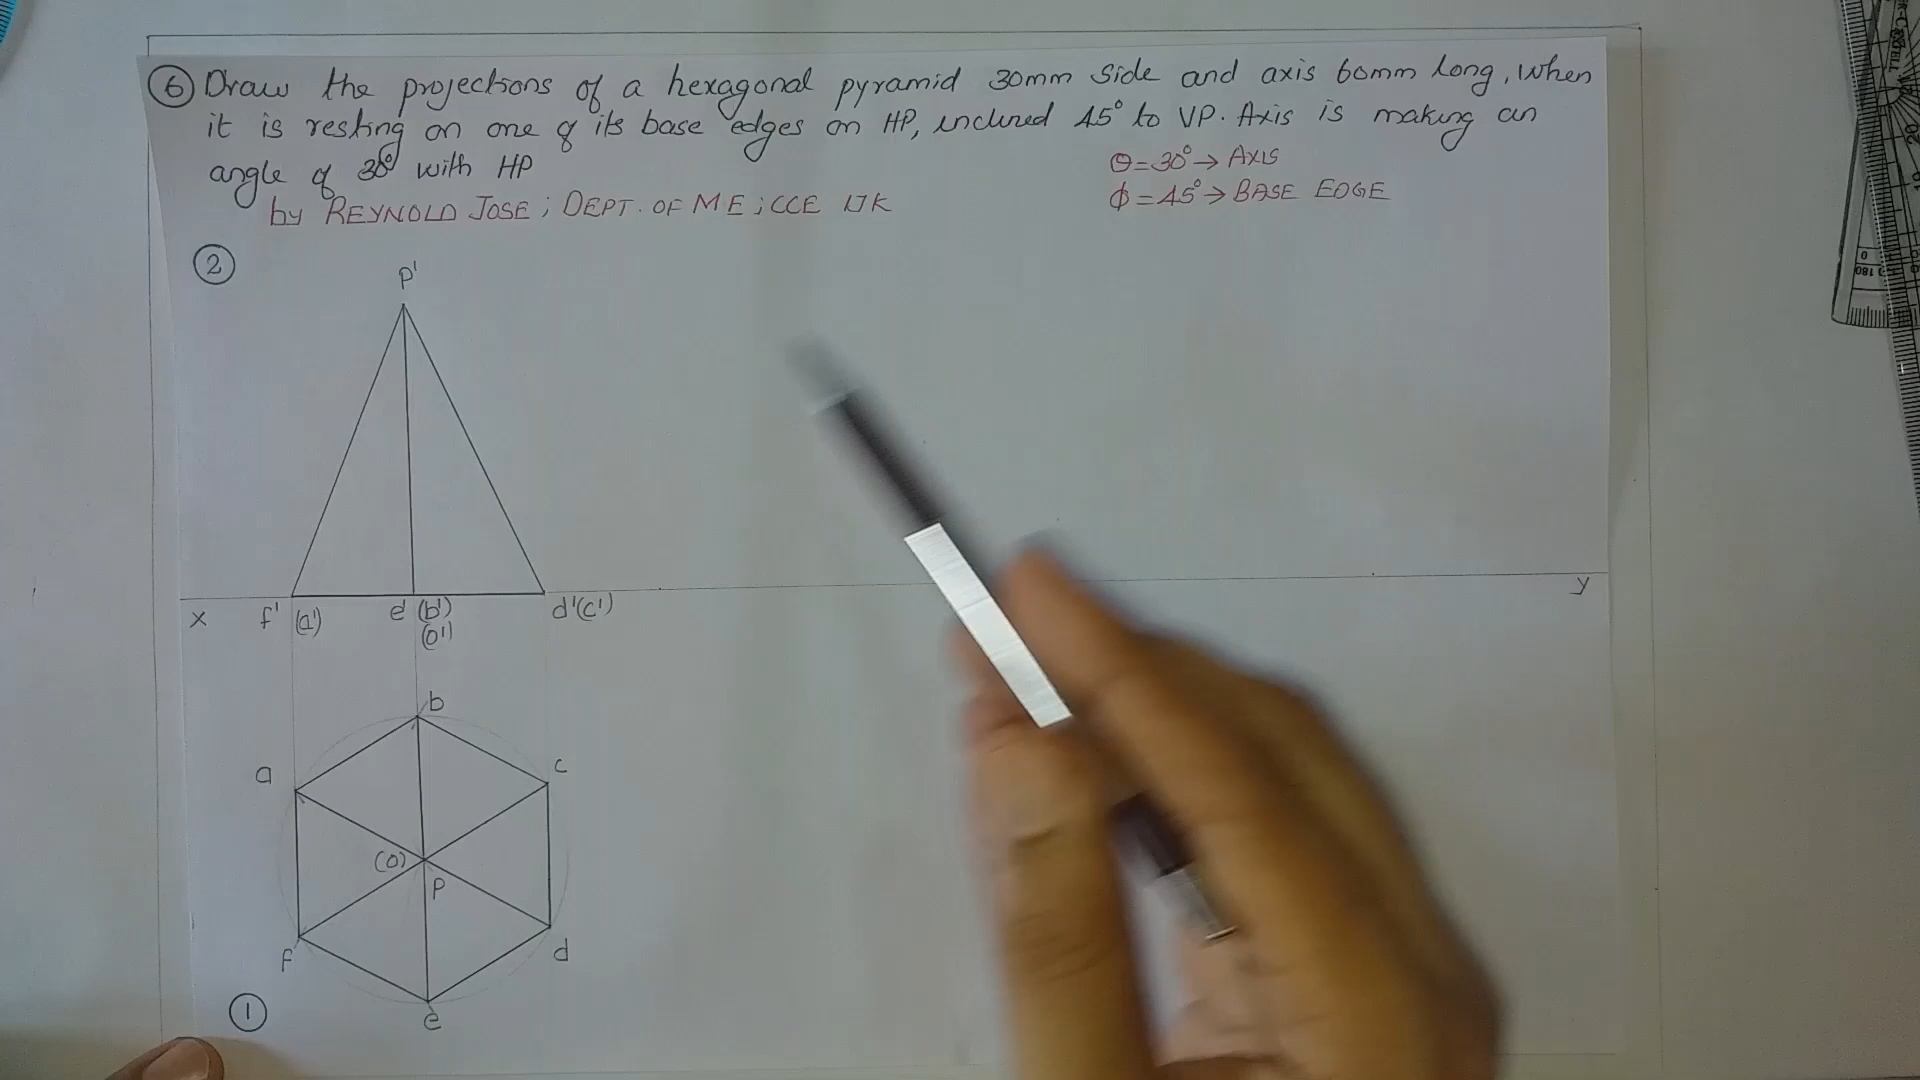 6 Draw the projections of a hexagonal pyramid 30mm side and axis 60mm long, when
it is resting on one of its base edges on HP, inclined 45° to VP. Axis is making an
angle of 30° with HP
θ=30°→ AXIS
by REYNOLD JOSE; DEPT. OF ME; CCE IJK
ϕ=45°→ BASE EDGE
2
p'
x
y
f' (a')
e' (b')
d'(c')
(o')
b
a
c
(o)
p
f
d
1
e